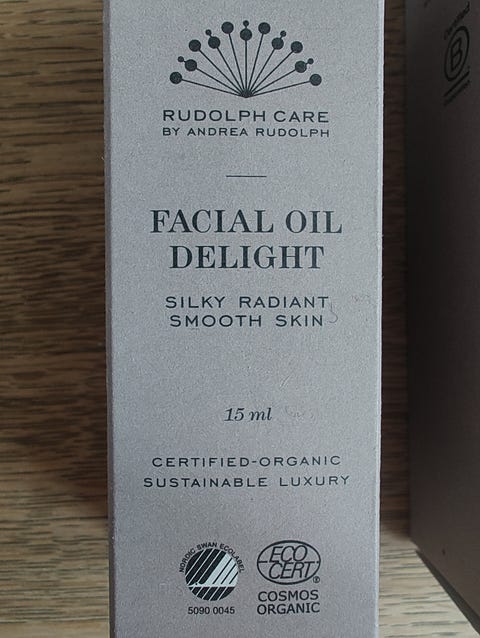 RUDOLPH CARE
BY ANDREA RUDOLPH
FACIAL OIL
DELIGHT
SILKY RADIANT
SMOOTH SKIN
15 ml
CERTIFIED-ORGANIC
SUSTAINABLE LUXURY
NORDIC SWAN ECOLABEL
5090 0045
ECO
CERT®
COSMOS
ORGANIC
Certified
B